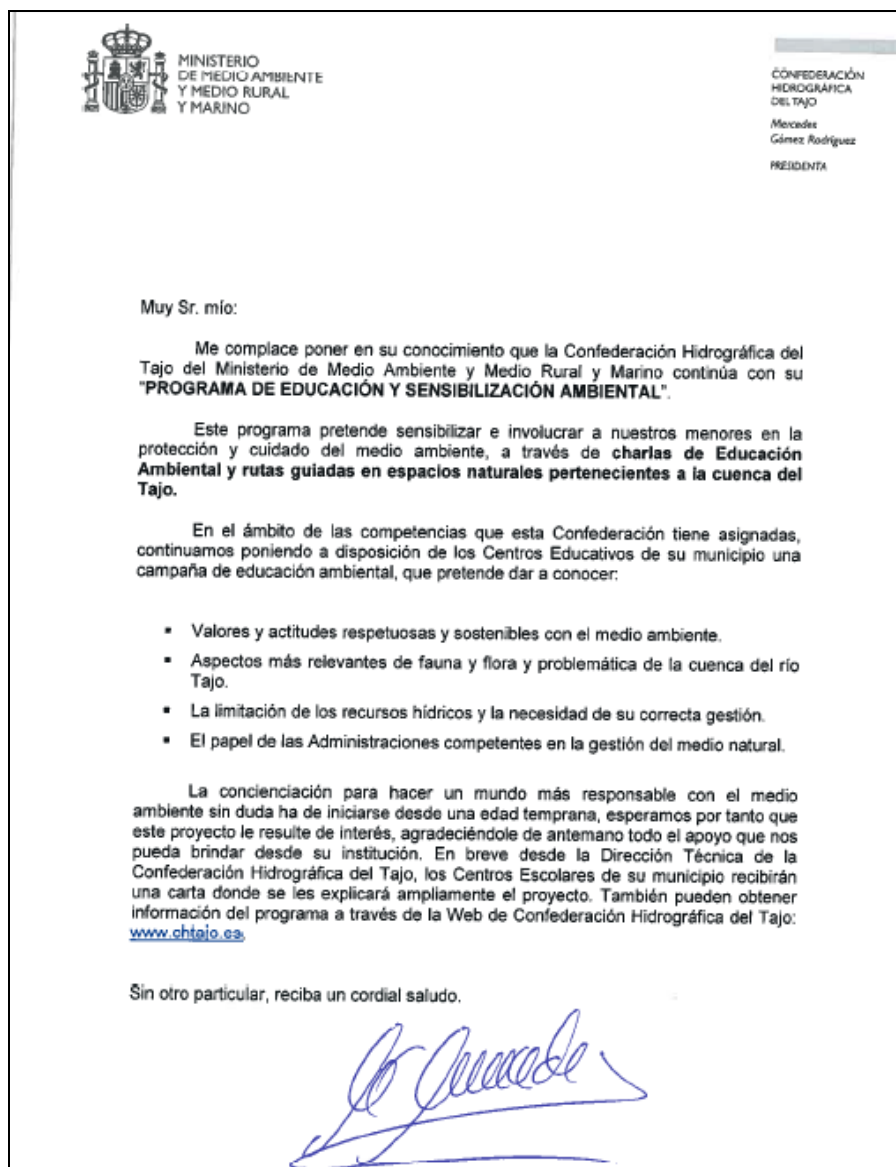 MINISTERIO
DE MEDIO AMBIENTE
Y MEDIO RURAL
Y MARINO
CONFEDERACIÓN
HIDROGRÁFICA
DEL TAJO
Mercedes
Gómez Rodríguez
PRESIDENTA
Muy Sr. mío:
Me complace poner en su conocimiento que la Confederación Hidrográfica del
Tajo del Ministerio de Medio Ambiente y Medio Rural y Marino continúa con su
"PROGRAMA DE EDUCACIÓN Y SENSIBILIZACIÓN AMBIENTAL".
Este programa pretende sensibilizar e involucrar a nuestros menores en la
protección y cuidado del medio ambiente, a través de charlas de Educación
Ambiental y rutas guiadas en espacios naturales pertenecientes a la cuenca del
Tajo.
En el ámbito de las competencias que esta Confederación tiene asignadas,
continuamos poniendo a disposición de los Centros Educativos de su municipio una
campaña de educación ambiental, que pretende dar a conocer:
▪ Valores y actitudes respetuosas y sostenibles con el medio ambiente.
▪ Aspectos más relevantes de fauna y flora y problemática de la cuenca del río
Tajo.
▪ La limitación de los recursos hídricos y la necesidad de su correcta gestión.
▪ El papel de las Administraciones competentes en la gestión del medio natural.
La concienciación para hacer un mundo más responsable con el medio
ambiente sin duda ha de iniciarse desde una edad temprana, esperamos por tanto que
este proyecto le resulte de interés, agradeciéndole de antemano todo el apoyo que nos
pueda brindar desde su institución. En breve desde la Dirección Técnica de la
Confederación Hidrográfica del Tajo, los Centros Escolares de su municipio recibirán
una carta donde se les explicará ampliamente el proyecto. También pueden obtener
información del programa a través de la Web de Confederación Hidrográfica del Tajo:
www.chtajo.es.
Sin otro particular, reciba un cordial saludo.